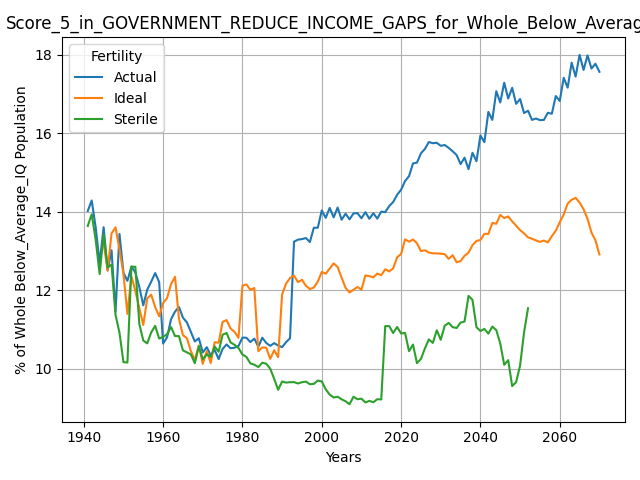 Score_5_in_GOVERNMENT_REDUCE_INCOME_GAPS_for_Whole_Below_Averag
Fertility
Actual
Ideal
Sterile
% of Whole Below_Average_IQ Population
18
16
14
12
10
1940 1960 1980 2000 2020 2040 2060
Years